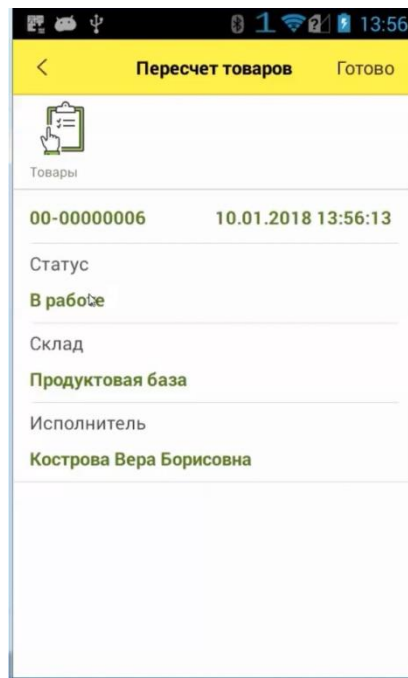 1 13:56
Пересчет товаров Готово
Товары
00-00000006 10.01.2018 13:56:13
Статус
В работе
Склад
Продуктовая база
Исполнитель
Кострова Вера Борисовна